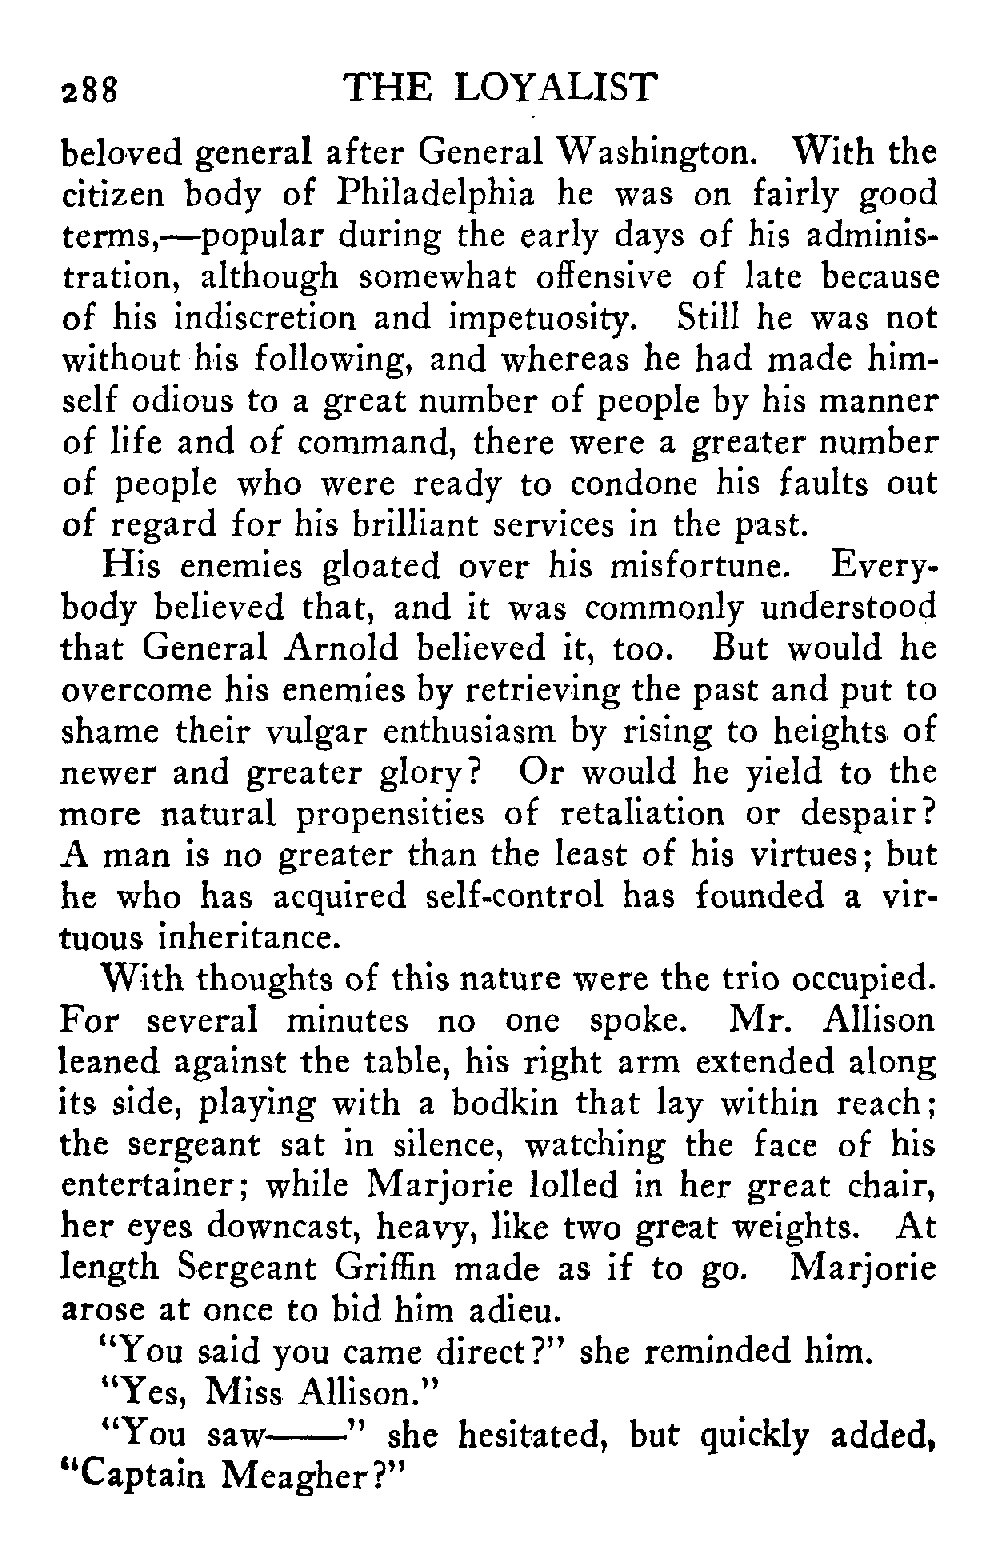 288 THE LOYALIST
beloved general after General Washington. With the
citizen body of Philadelphia he was on fairly good
terms,—popular during the early days of his adminis-
tration, although somewhat offensive of late because
of his indiscretion and impetuosity. Still he was not
without his following, and whereas he had made him-
self odious to a great number of people by his manner
of life and of command, there were a greater number
of people who were ready to condone his faults out
of regard for his brilliant services in the past.
His enemies gloated over his misfortune. Every-
body believed that, and it was commonly understood
that General Arnold believed it, too. But would he
overcome his enemies by retrieving the past and put to
shame their vulgar enthusiasm by rising to heights of
newer and greater glory? Or would he yield to the
more natural propensities of retaliation or despair?
A man is no greater than the least of his virtues; but
he who has acquired self-control has founded a vir-
tuous inheritance.
With thoughts of this nature were the trio occupied.
For several minutes no one spoke. Mr. Allison
leaned against the table, his right arm extended along
its side, playing with a bodkin that lay within reach;
the sergeant sat in silence, watching the face of his
entertainer; while Marjorie lolled in her great chair,
her eyes downcast, heavy, like two great weights. At
length Sergeant Griffin made as if to go. Marjorie
arose at once to bid him adieu.
“You said you came direct?” she reminded him.
“Yes, Miss Allison.”
“You saw——” she hesitated, but quickly added,
“Captain Meagher?”